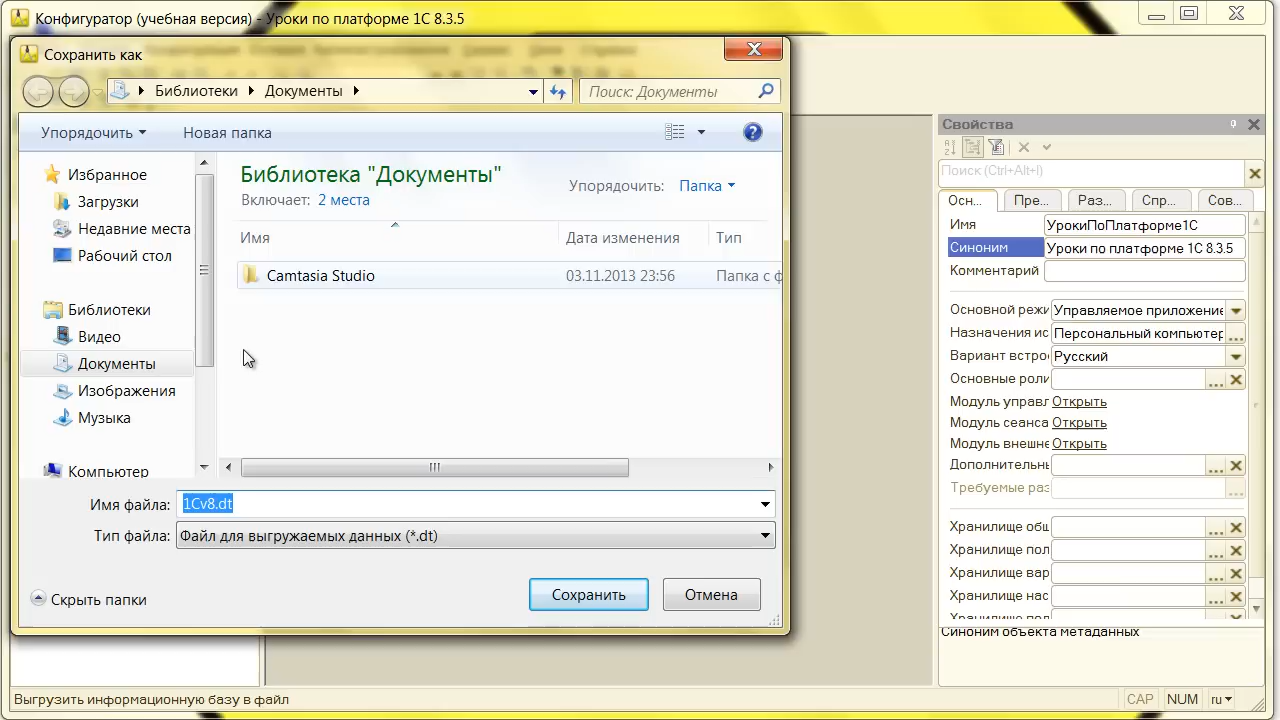 Конфигуратор (учебная версия) - Уроки по платформе 1С 8.3.5
Сохранить как
Библиотеки
Документы
Поиск: Документы
Упорядочить
Новая папка
Избранное
Загрузки
Недавние места
Рабочий стол
Библиотеки
Видео
Документы
Изображения
Музыка
Компьютер
Библиотека "Документы"
Включает: 2 места
Упорядочить: Папка
Имя
Дата изменения
Тип
Camtasia Studio
03.11.2013 23:56
Папка с ф
Имя файла: 1Cv8.dt
Тип файла: Файл для выгружаемых данных (*.dt)
Скрыть папки
Сохранить
Отмена
Свойства
Поиск (Ctrl+Alt+I)
Осн...
Пре...
Раз...
Спр...
Сов...
Имя УрокиПоПлатформе1С
Синоним Уроки по платформе 1С 8.3.5
Комментарий
Основной режи Управляемое приложение
Назначения ис Персональный компьютер
Вариант встро Русский
Основные роли
Модуль управл Открыть
Модуль сеанса Открыть
Модуль внешне Открыть
Дополнительнь
Требуемые раз
Хранилище общ
Хранилище пол
Хранилище вар
Хранилище нас
Хранилище пол
Синоним объекта метаданных
Выгрузить информационную базу в файл
CAP
NUM
ru